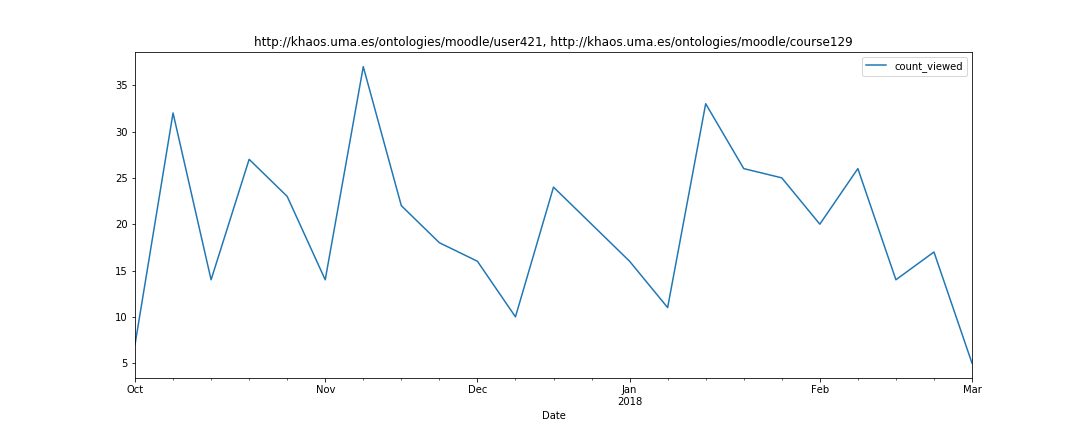 http://khaos.uma.es/ontologies/moodle/user421, http://khaos.uma.es/ontologies/moodle/course129
count_viewed
35
30
25
20
15
10
5
Oct Nov Dec Jan Feb Mar
2018
Date